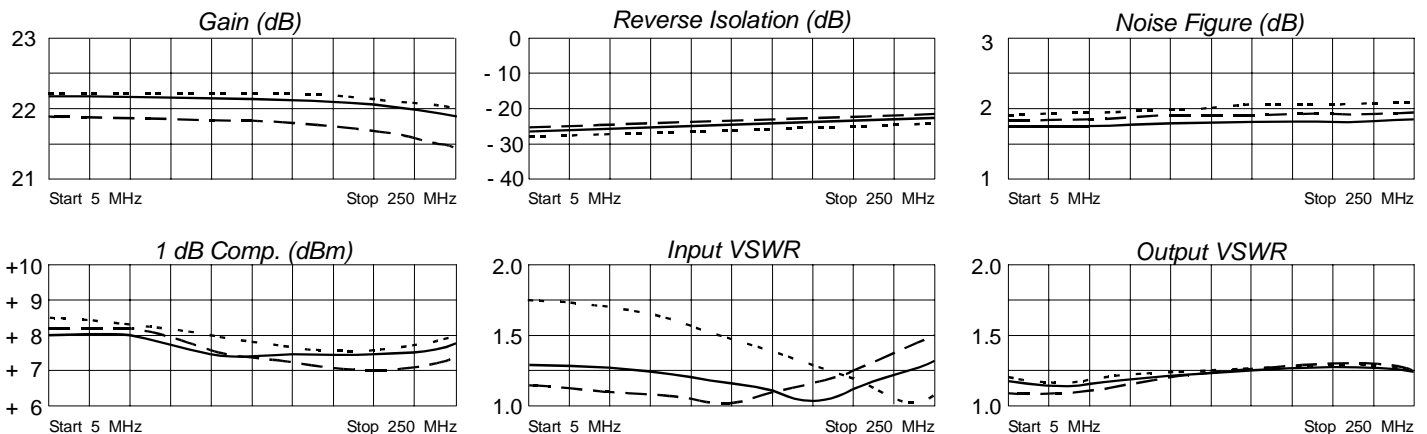 Gain (dB)
23
22
21
Start 5 MHz
Stop 250 MHz
Reverse Isolation (dB)
0
- 10
- 20
- 30
- 40
Start 5 MHz
Stop 250 MHz
Noise Figure (dB)
3
2
1
Start 5 MHz
Stop 250 MHz
1 dB Comp. (dBm)
+10
+ 9
+ 8
+ 7
+ 6
Start 5 MHz
Stop 250 MHz
Input VSWR
2.0
1.5
1.0
Start 5 MHz
Stop 250 MHz
Output VSWR
2.0
1.5
1.0
Start 5 MHz
Stop 250 MHz